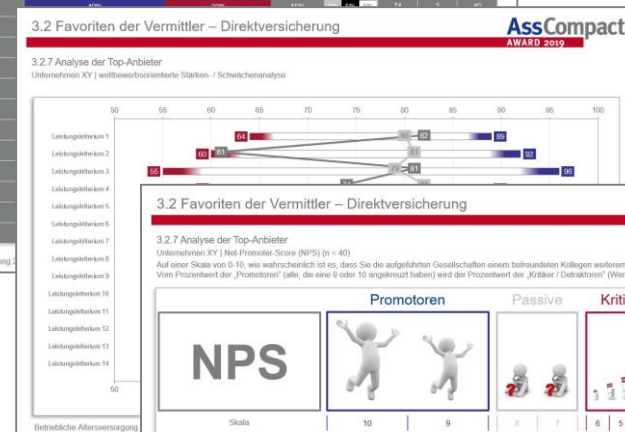 40%
20%
74
2
40
3.2 Favoriten der Vermittler – Direktversicherung
AssCompact
AWARD 2019
3.2.7 Analyse der Top-Anbieter
Unternehmen XY | wettbewerbsorientierte Stärken- / Schwächenanalyse
50 55 60 65 70 75 80 85 90 95 100
Leistungskriterium 1 64 82 89
Leistungskriterium 2 60 61 81 92
Leistungskriterium 3 55 81 96
Leistungskriterium 4
Leistungskriterium 5
Leistungskriterium 6
Leistungskriterium 7
Leistungskriterium 8
Leistungskriterium 9
Leistungskriterium 10
Leistungskriterium 11
Leistungskriterium 12
Leistungskriterium 13
Leistungskriterium 14
50
Betriebliche Altersversorgung
3.2 Favoriten der Vermittler – Direktversicherung
3.2.7 Analyse der Top-Anbieter
Unternehmen XY | Net-Promoter-Score (NPS) (n = 40)
Auf einer Skala von 0-10, wie wahrscheinlich ist es, dass Sie die aufgeführten Gesellschaften einem befreundeten Kollegen weiterem
Vom Prozentwert der „Promotoren“ (alle, die eine 9 oder 10 angekreuzt haben) wird der Prozentwert der „Kritiker / Detraktoren“ (Wer
Promotoren Passive Kriti
NPS
Skala 10 9 8 7 6 5